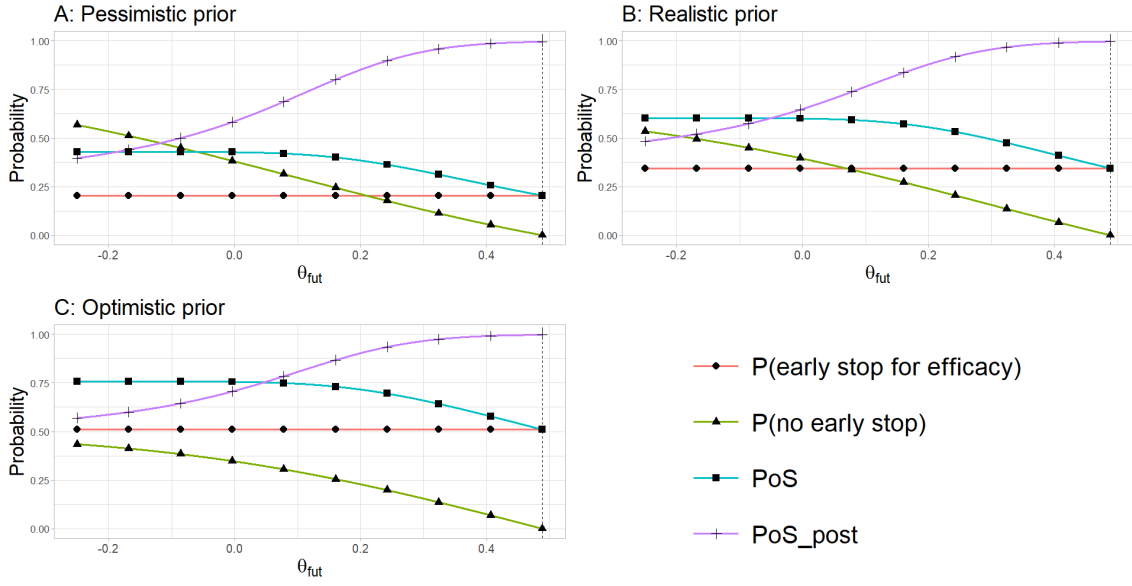 A: Pessimistic prior
Probability
1.00
0.75
0.50
0.25
0.00
-0.2 0.0 0.2 0.4
θfut
B: Realistic prior
Probability
1.00
0.75
0.50
0.25
0.00
-0.2 0.0 0.2 0.4
θfut
C: Optimistic prior
Probability
1.00
0.75
0.50
0.25
0.00
-0.2 0.0 0.2 0.4
θfut
P(early stop for efficacy)
P(no early stop)
PoS
PoS_post